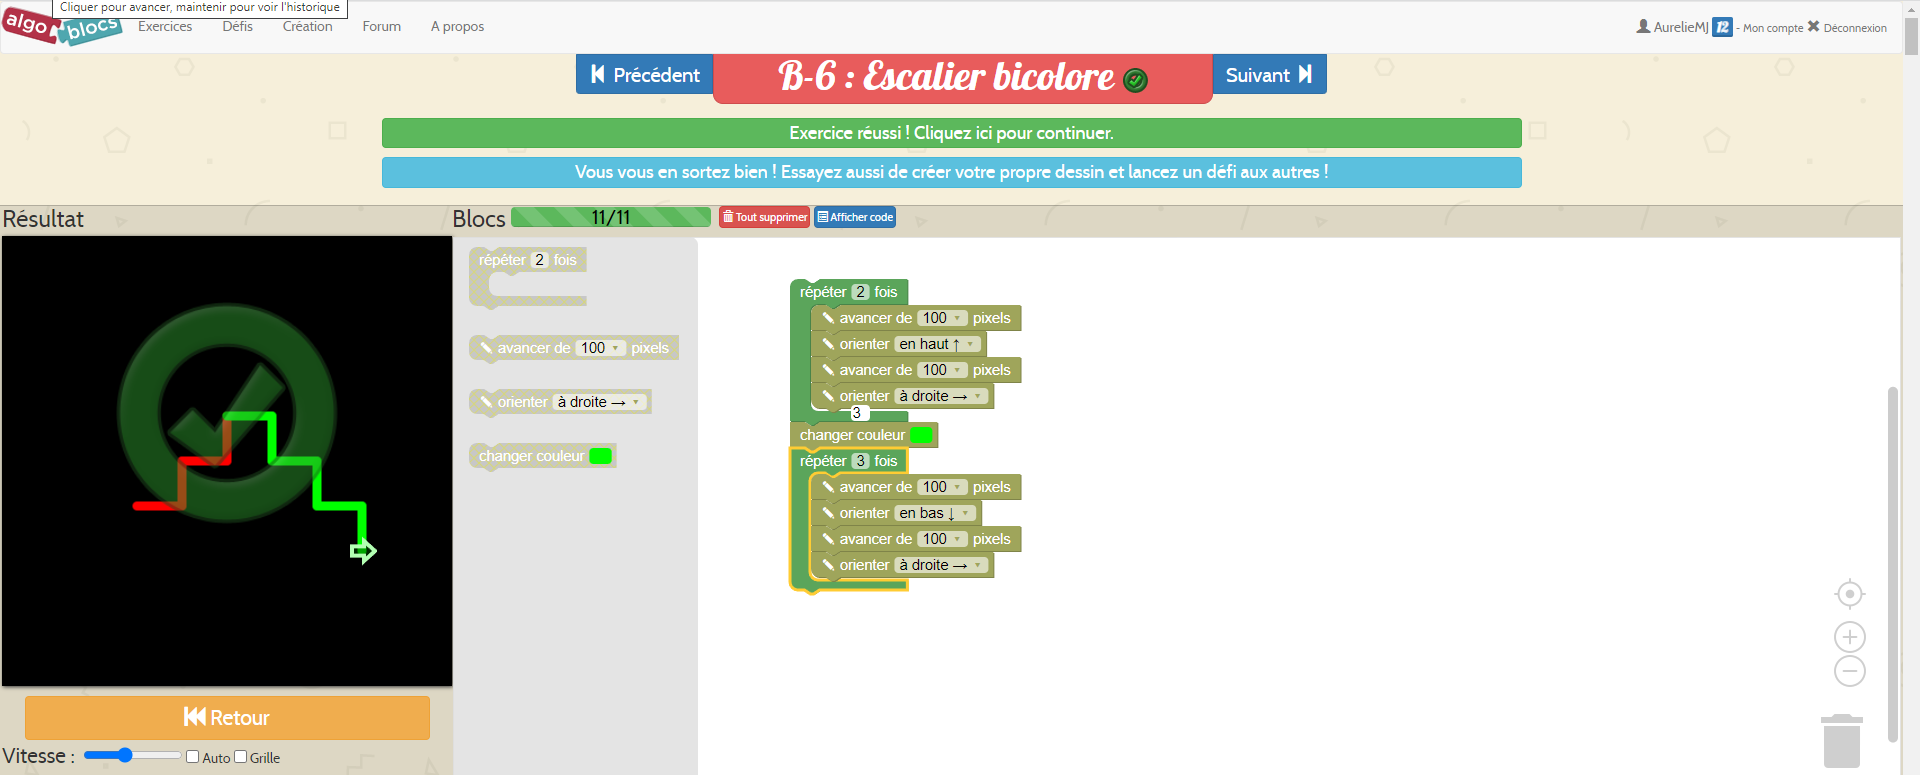 Cliquer pour avancer, maintenir pour voir l'historique
algo blocs
Exercices Défis Création Forum A propos
AurelieMJ 12 - Mon compte Déconnexion
Précédent
B-6 : Escalier bicolore
Suivant
Exercice réussi ! Cliquez ici pour continuer.
Vous vous en sortez bien ! Essayez aussi de créer votre propre dessin et lancez un défi aux autres !
Résultat
Blocs 11/11 Tout supprimer Afficher code
répéter 2 fois
avancer de 100 pixels
orienter à droite →
changer couleur
répéter 2 fois
avancer de 100 pixels
orienter en haut ↑
avancer de 100 pixels
orienter à droite →
3
changer couleur
répéter 3 fois
avancer de 100 pixels
orienter en bas ↓
avancer de 100 pixels
orienter à droite →
Retour
Vitesse : Auto Grille